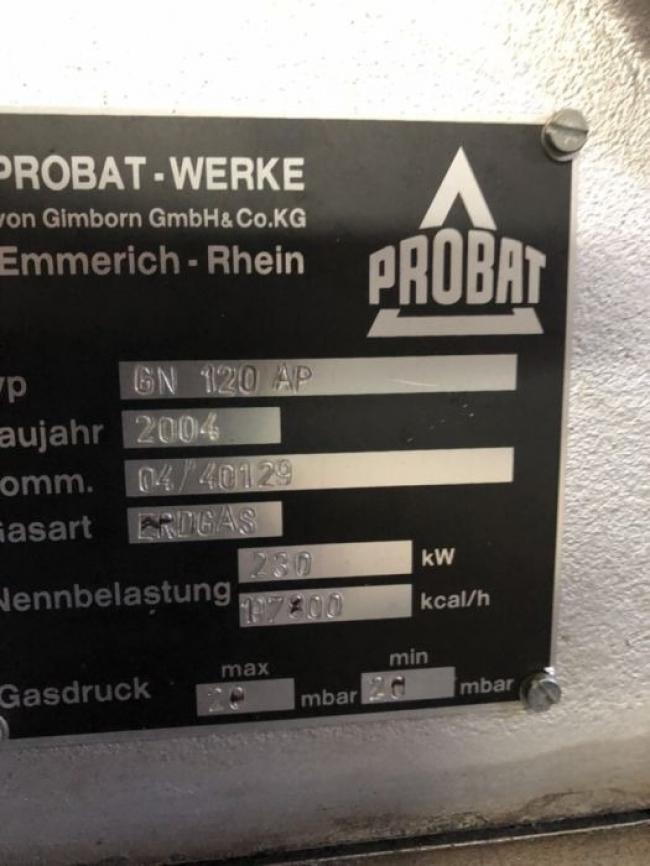 PROBAT-WERKE
von Gimborn GmbH & Co.KG
Emmerich - Rhein
PROBAT
yp GN 120 AP
aujahr 2004
omm. 04/40129
Gasart ERDGAS
Nennbelastung 230 kW
kcal/h
max min
Gasdruck 20 mbar 20 mbar